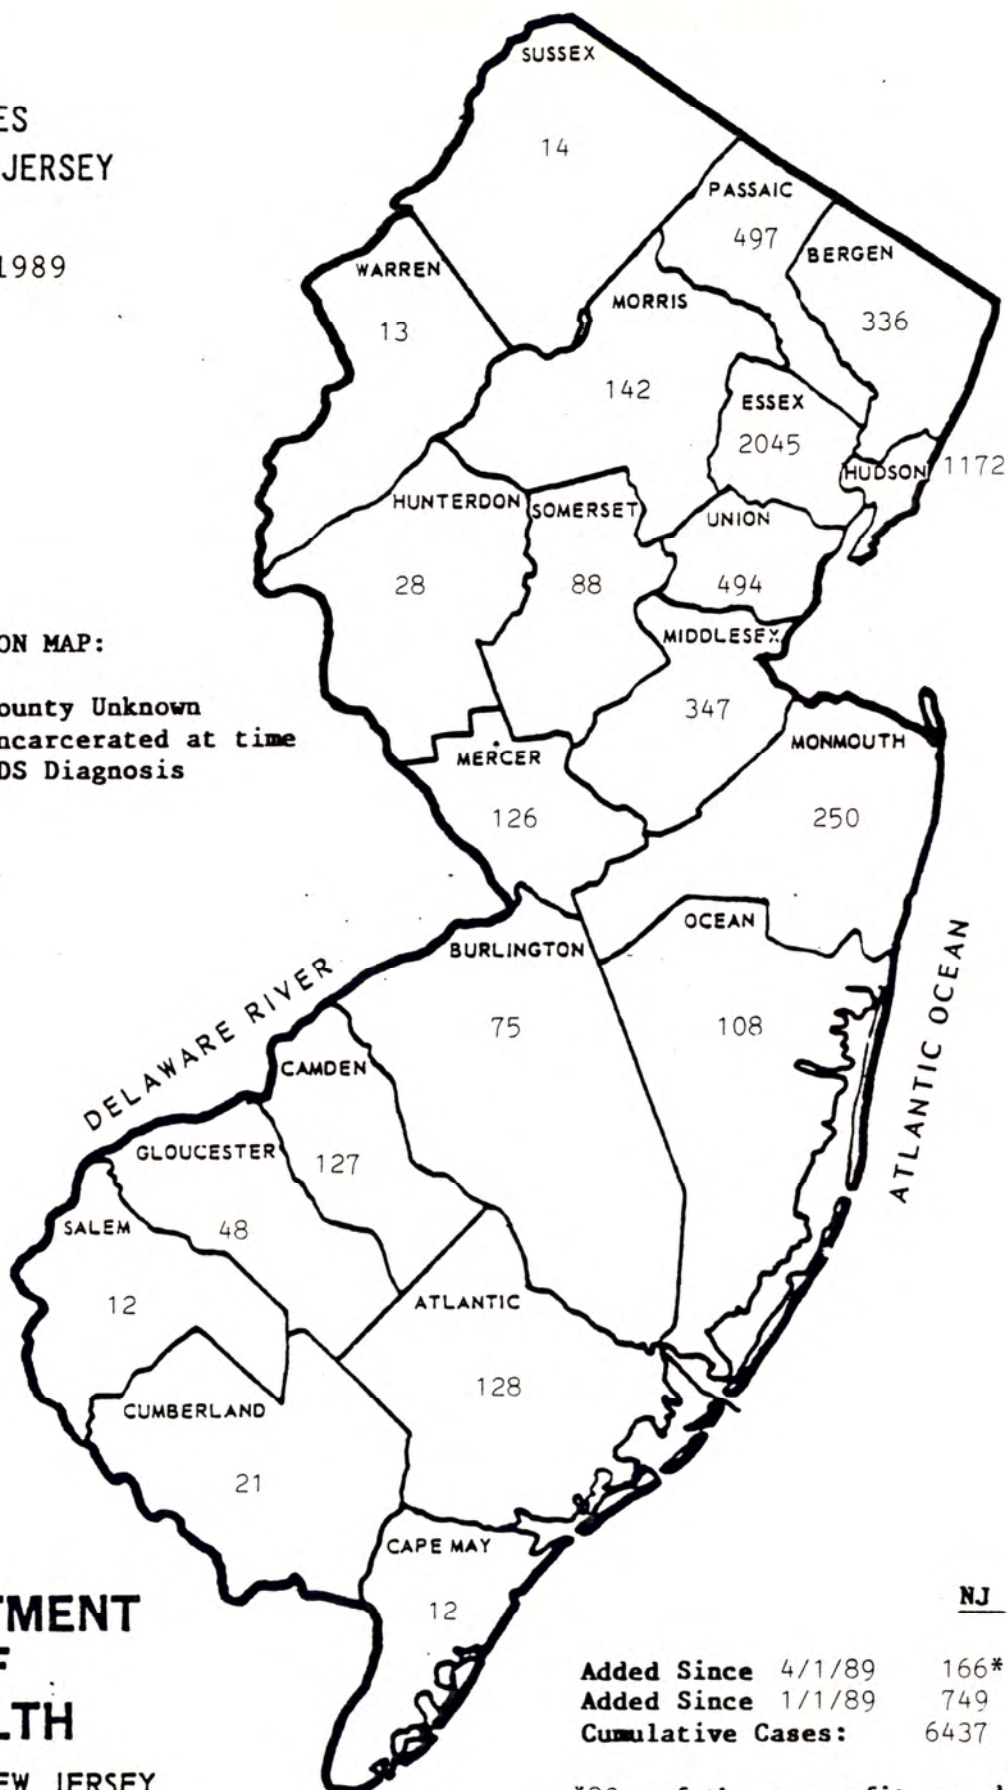 ES
JERSEY
1989
SUSSEX
14
PASSAIC
497
BERGEN
336
WARREN
13
MORRIS
142
ESSEX
2045
HUDSON 1172
HUNTERDON
28
SOMERSET
88
UNION
494
ON MAP:
ounty Unknown
ncarcerated at time
DS Diagnosis
MIDDLESEX
347
MERCER
126
MONMOUTH
250
OCEAN
108
BURLINGTON
75
DELAWARE RIVER
ATLANTIC OCEAN
CAMDEN
127
GLOUCESTER
48
SALEM
12
ATLANTIC
128
CUMBERLAND
21
CAPE MAY
12
TMENT
F
LTH
EW JERSEY
NJ
Added Since 4/1/89 166*
Added Since 1/1/89 749
Cumulative Cases: 6437